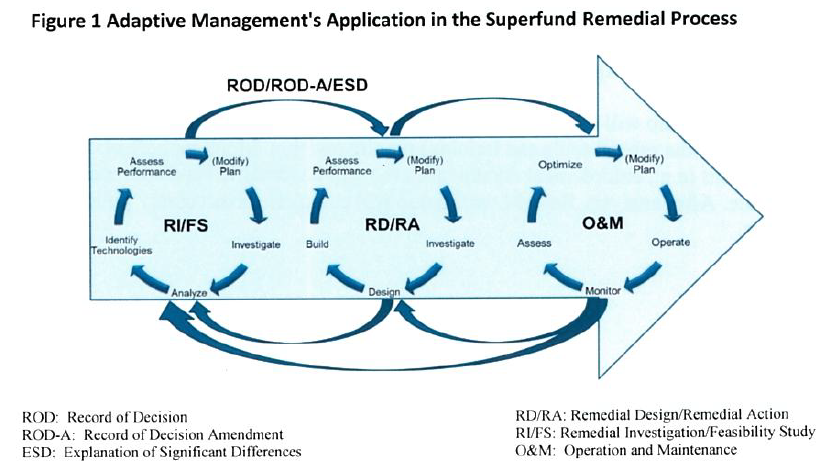 Figure 1 Adaptive Management's Application in the Superfund Remedial Process
ROD/ROD-A/ESD
Assess
Performance
(Modify)
Plan
Investigate
Analyze
Identify
Technologies
RI/FS
Assess
Performance
(Modify)
Plan
Investigate
Design
Build
RD/RA
Optimize
(Modify)
Plan
Operate
Monitor
Assess
O&M
ROD: Record of Decision
ROD-A: Record of Decision Amendment
ESD: Explanation of Significant Differences
RD/RA: Remedial Design/Remedial Action
RI/FS: Remedial Investigation/Feasibility Study
O&M: Operation and Maintenance